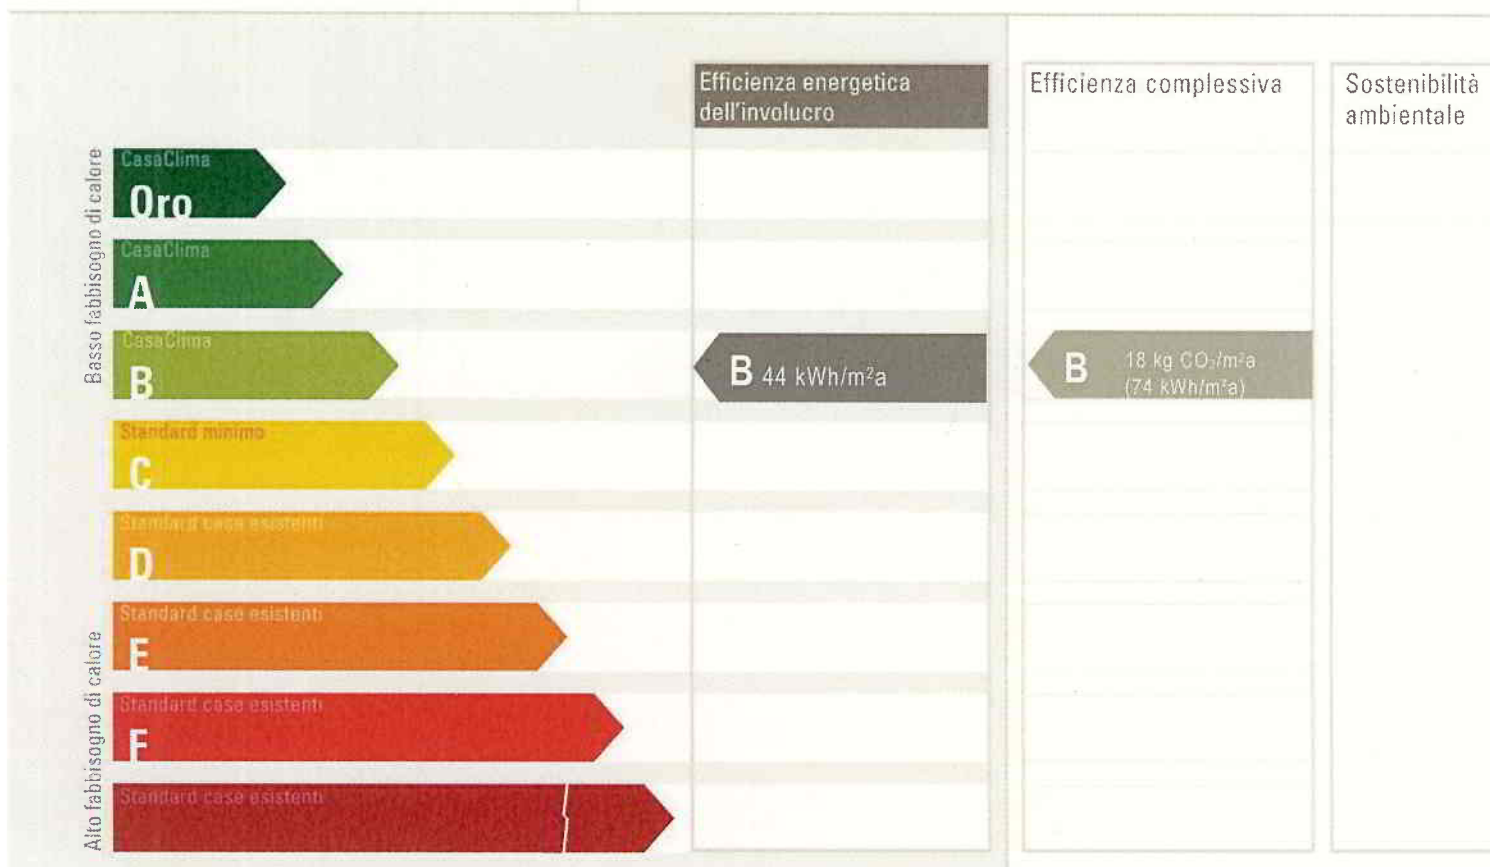 Efficienza energetica
dell'involucro
Efficienza complessiva
Sostenibilità
ambientale
Basso fabbisogno di calore
CasaClima
Oro
CasaClima
A
CasaClima
B
B 44 kWh/m²a
B
18 kg CO₂/m²a
(74 kWh/m²a)
Standard minimo
C
Standard case esistenti
D
Standard case esistenti
E
Standard case esistenti
F
Standard case esistenti
Alto fabbisogno di calore